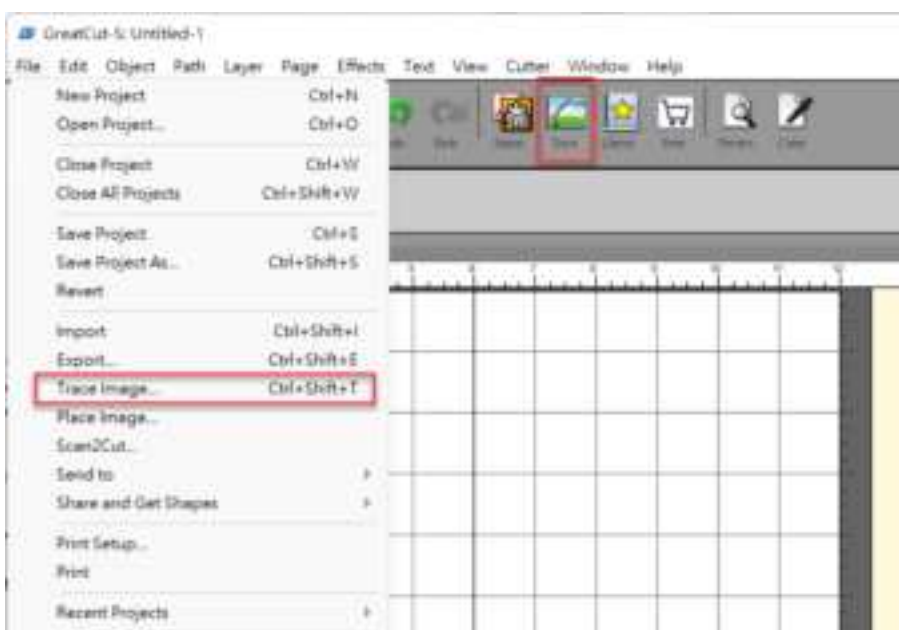 GreatCut-S: Untitled-1
File Edit Object Path Layer Page Effects Text View Cutter Window Help
New Project Ctrl+N
Open Project... Ctrl+O
Close Project Ctrl+W
Close All Projects Ctrl+Shift+W
Save Project Ctrl+S
Save Project As... Ctrl+Shift+S
Revert
Import Ctrl+Shift+I
Export... Ctrl+Shift+E
Trace Image... Ctrl+Shift+T
Place Image...
Scan2Cut...
Send to
Share and Get Shapes
Print Setup...
Print
Recent Projects